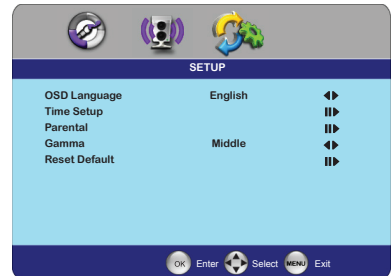 SETUP
OSD Language English
Time Setup
Parental
Gamma Middle
Reset Default
OK Enter Select MENU Exit